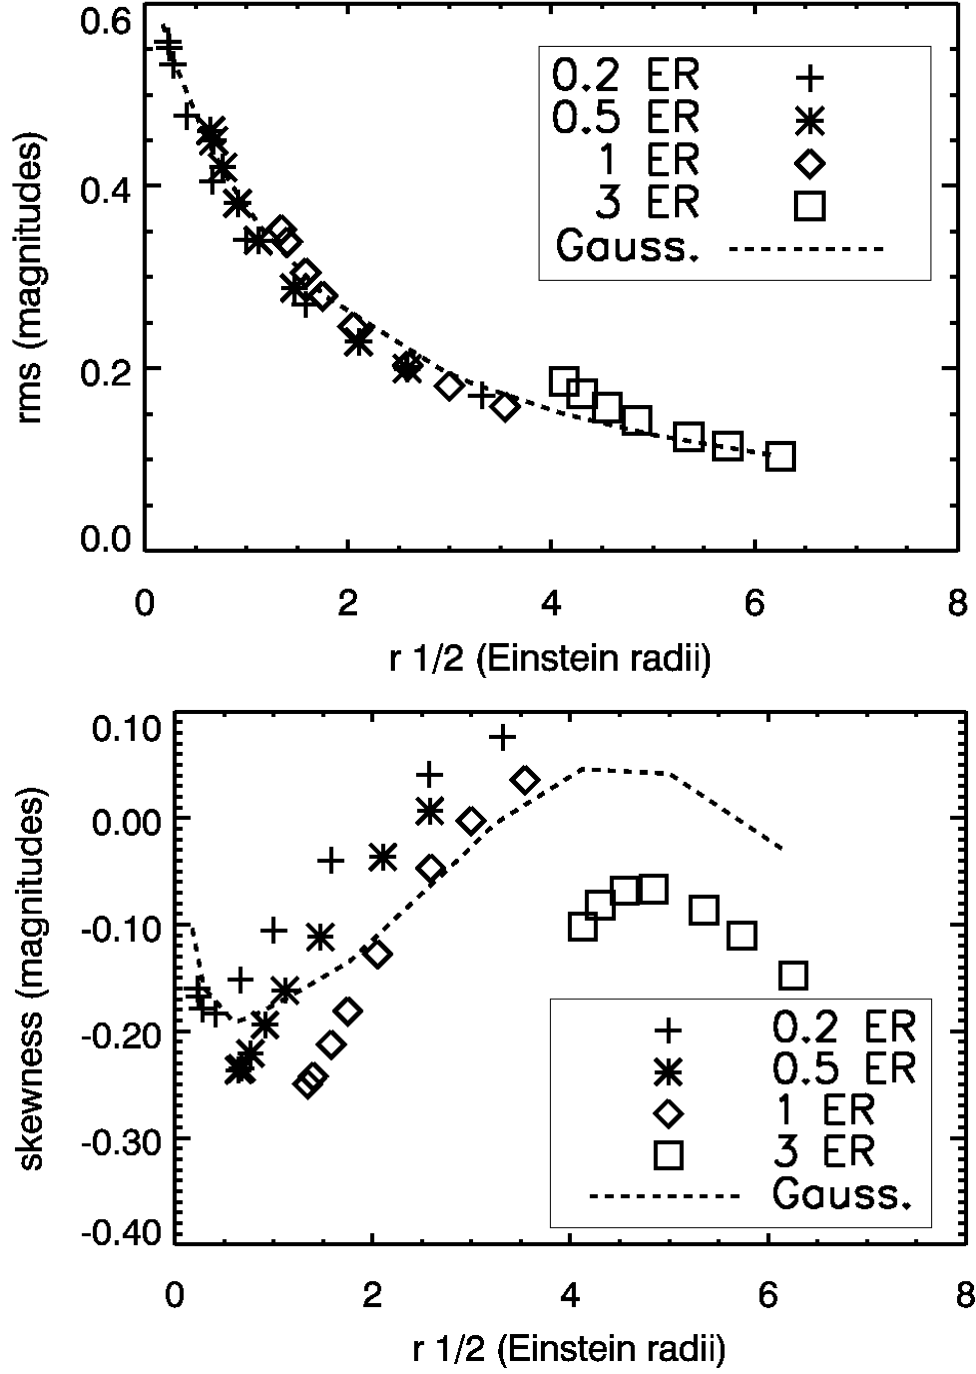 0.6
0.4
0.2
0.0
rms (magnitudes)
0.2 ER
0.5 ER
1 ER
3 ER
Gauss.
0 2 4 6 8
r 1/2 (Einstein radii)
0.10
0.00
-0.10
-0.20
-0.30
-0.40
skewness (magnitudes)
0.2 ER
0.5 ER
1 ER
3 ER
Gauss.
0 2 4 6 8
r 1/2 (Einstein radii)